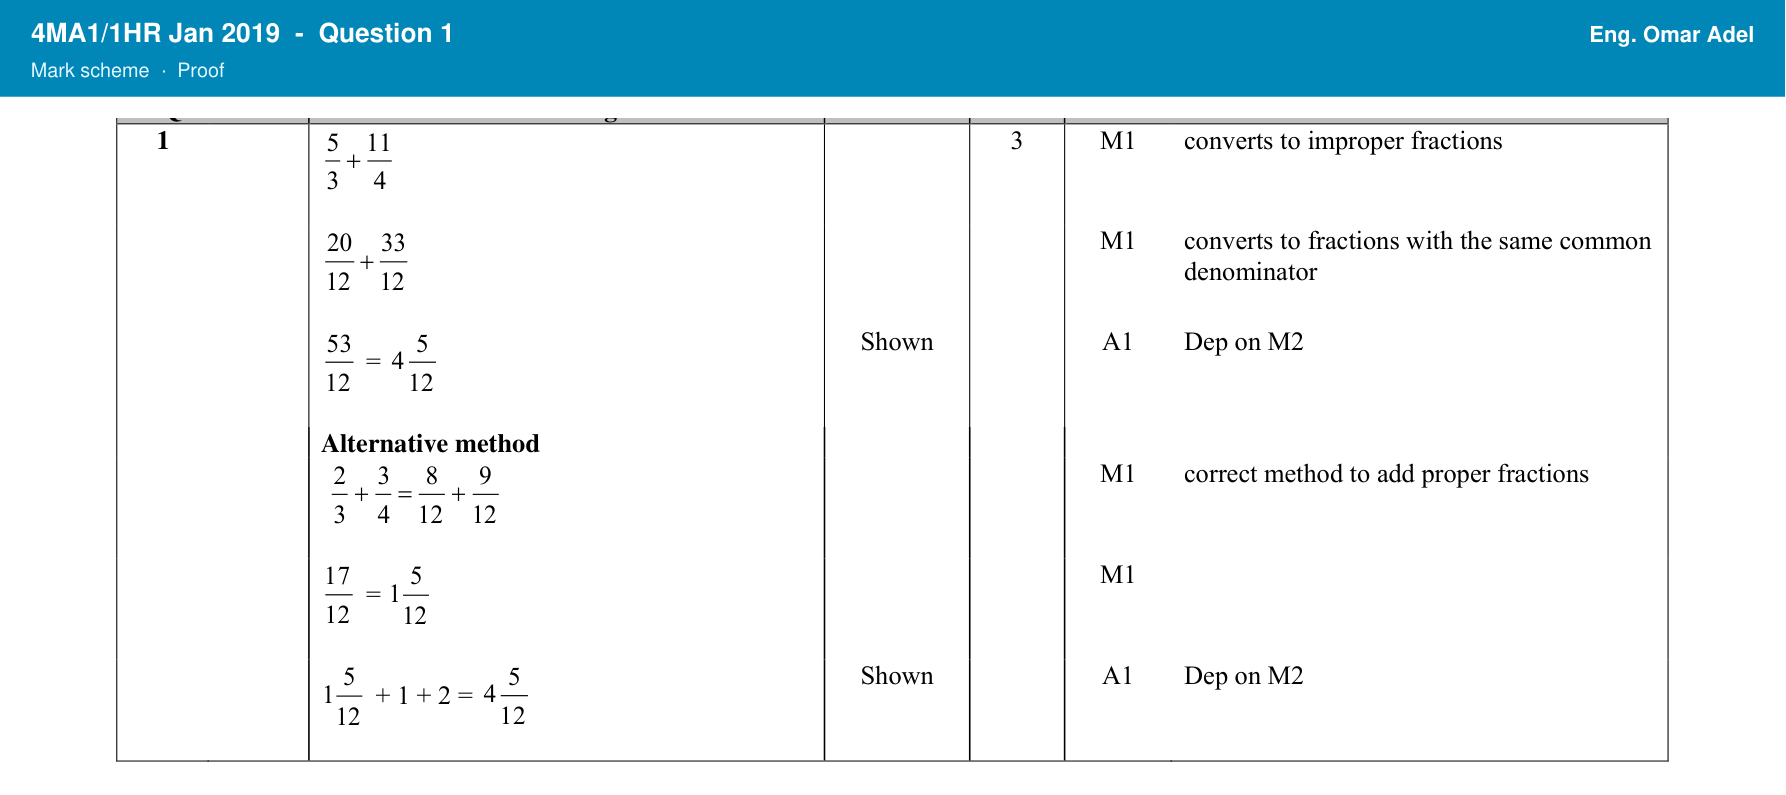 4MA1/1HR Jan 2019 - Question 1
Eng. Omar Adel
Mark scheme · Proof
1
5/3 + 11/4
3
M1 converts to improper fractions
20/12 + 33/12
M1 converts to fractions with the same common
denominator
53/12 = 4 5/12
Shown
A1 Dep on M2
Alternative method
2/3 + 3/4 = 8/12 + 9/12
M1 correct method to add proper fractions
17/12 = 1 5/12
M1
1 5/12 + 1 + 2 = 4 5/12
Shown
A1 Dep on M2